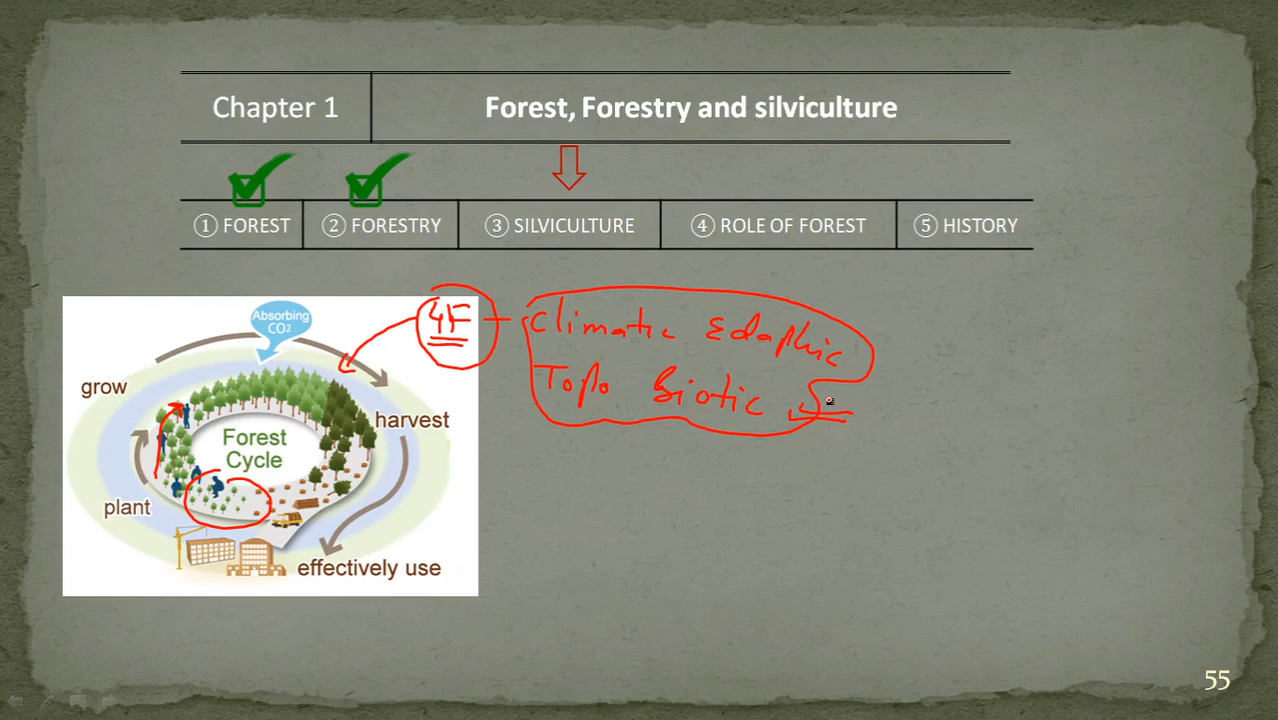 Chapter 1 Forest, Forestry and silviculture
① FOREST ② FORESTRY ③ SILVICULTURE ④ ROLE OF FOREST ⑤ HISTORY
Absorbing
CO2
grow
harvest
Forest
Cycle
plant
effectively use
4F
Climatic Edaphic
Topo Biotic
55